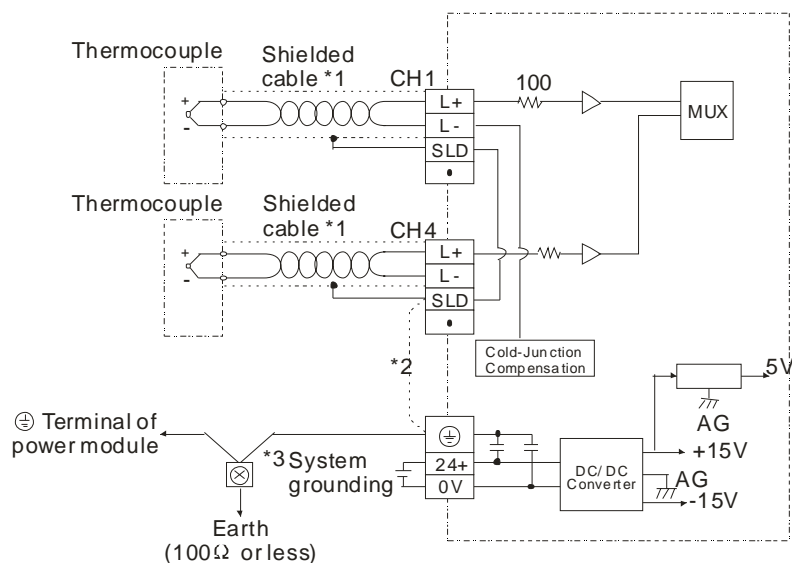 Thermocouple
Shielded
cable *1
CH1
+
-
L+
L-
SLD
•
100
MUX
Thermocouple
Shielded
cable *1
CH4
+
-
L+
L-
SLD
•
*2
Cold-Junction
Compensation
5V
AG
+15V
AG
-15V
DC/DC
Converter
⏚ Terminal of
power module
*3 System
grounding
⏚
24+
0V
Earth
(100Ω or less)